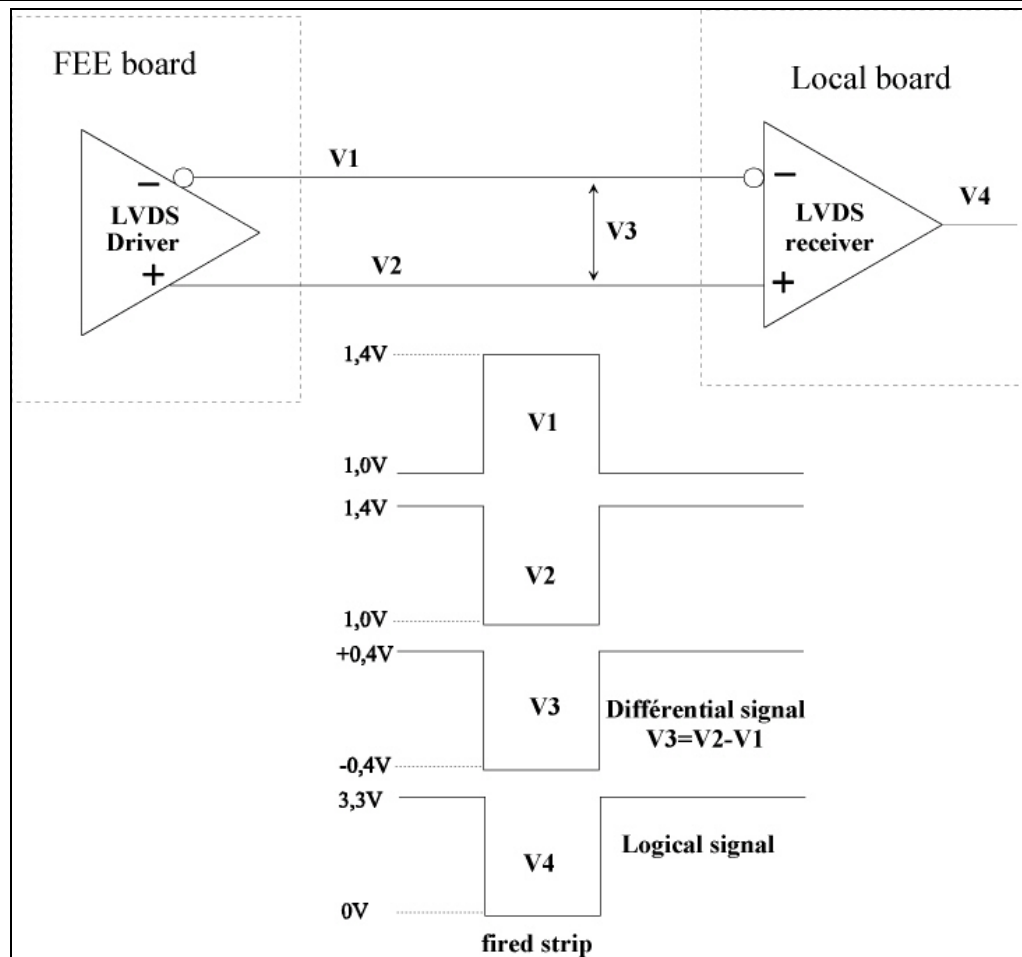 FEE board
Local board
V1
V4
− LVDS
Driver
+
− LVDS
receiver
+
V3
V2
1,4V
V1
1,0V
1,4V
V2
1,0V
+0,4V
V3
Différential signal
V3=V2-V1
-0,4V
3,3V
Logical signal
V4
0V
fired strip